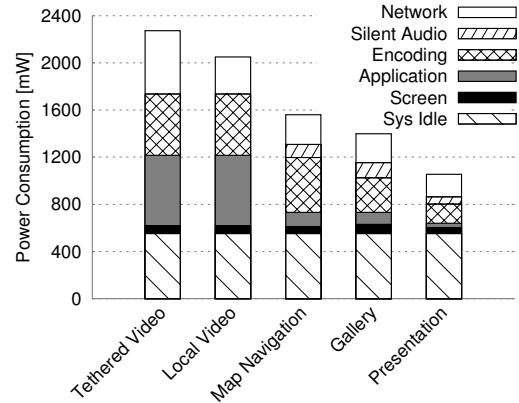 Power Consumption [mW]
2400
2000
1600
1200
800
400
0
Network
Silent Audio
Encoding
Application
Screen
Sys Idle
Tethered Video
Local Video
Map Navigation
Gallery
Presentation